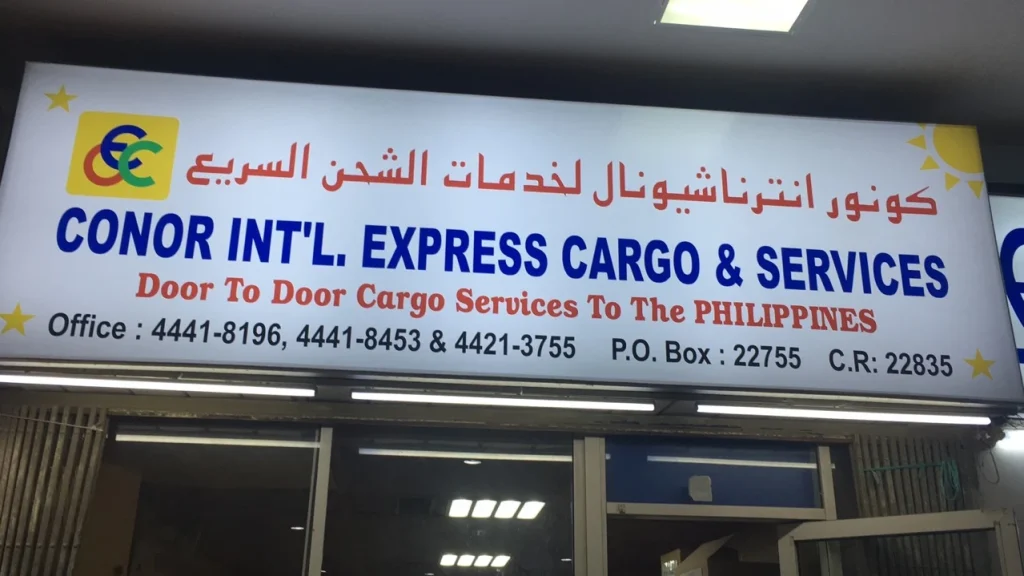 كونور انترناشيونال لخدمات الشحن السريع
CEC
CONOR INT'L. EXPRESS CARGO & SERVICES
Door To Door Cargo Services To The PHILIPPINES
Office : 4441-8196, 4441-8453 & 4421-3755 P.O. Box : 22755 C.R: 22835